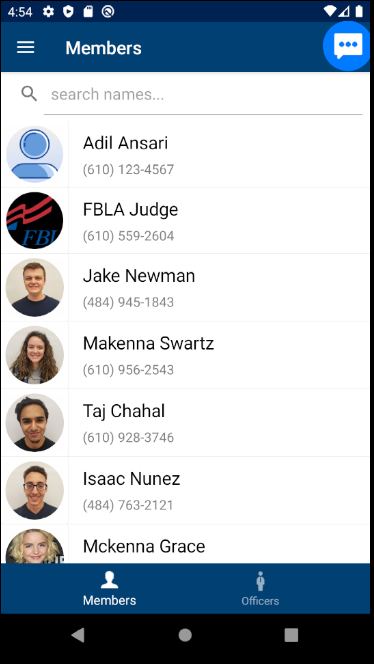 4:54
Members
search names...
Adil Ansari
(610) 123-4567
FBL
FBLA Judge
(610) 559-2604
Jake Newman
(484) 945-1843
Makenna Swartz
(610) 956-2543
Taj Chahal
(610) 928-3746
Isaac Nunez
(484) 763-2121
Mckenna Grace
Members
Officers